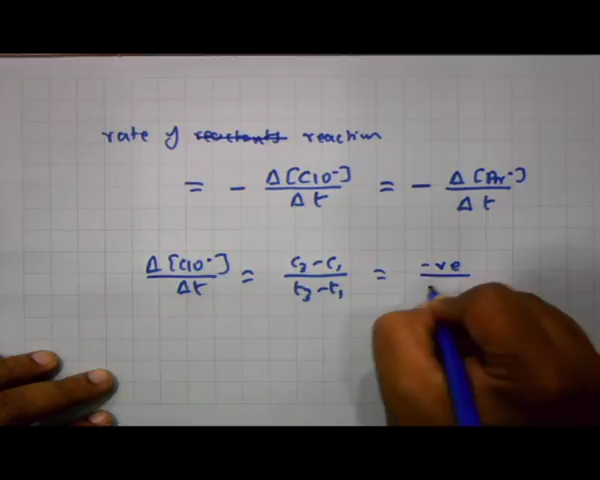 rate of reactants reaction
= - Δ[ClO⁻]/Δt = - Δ[Br⁻]/Δt
Δ[ClO⁻]/Δt = c₂-c₁/t₂-t₁ = -ve